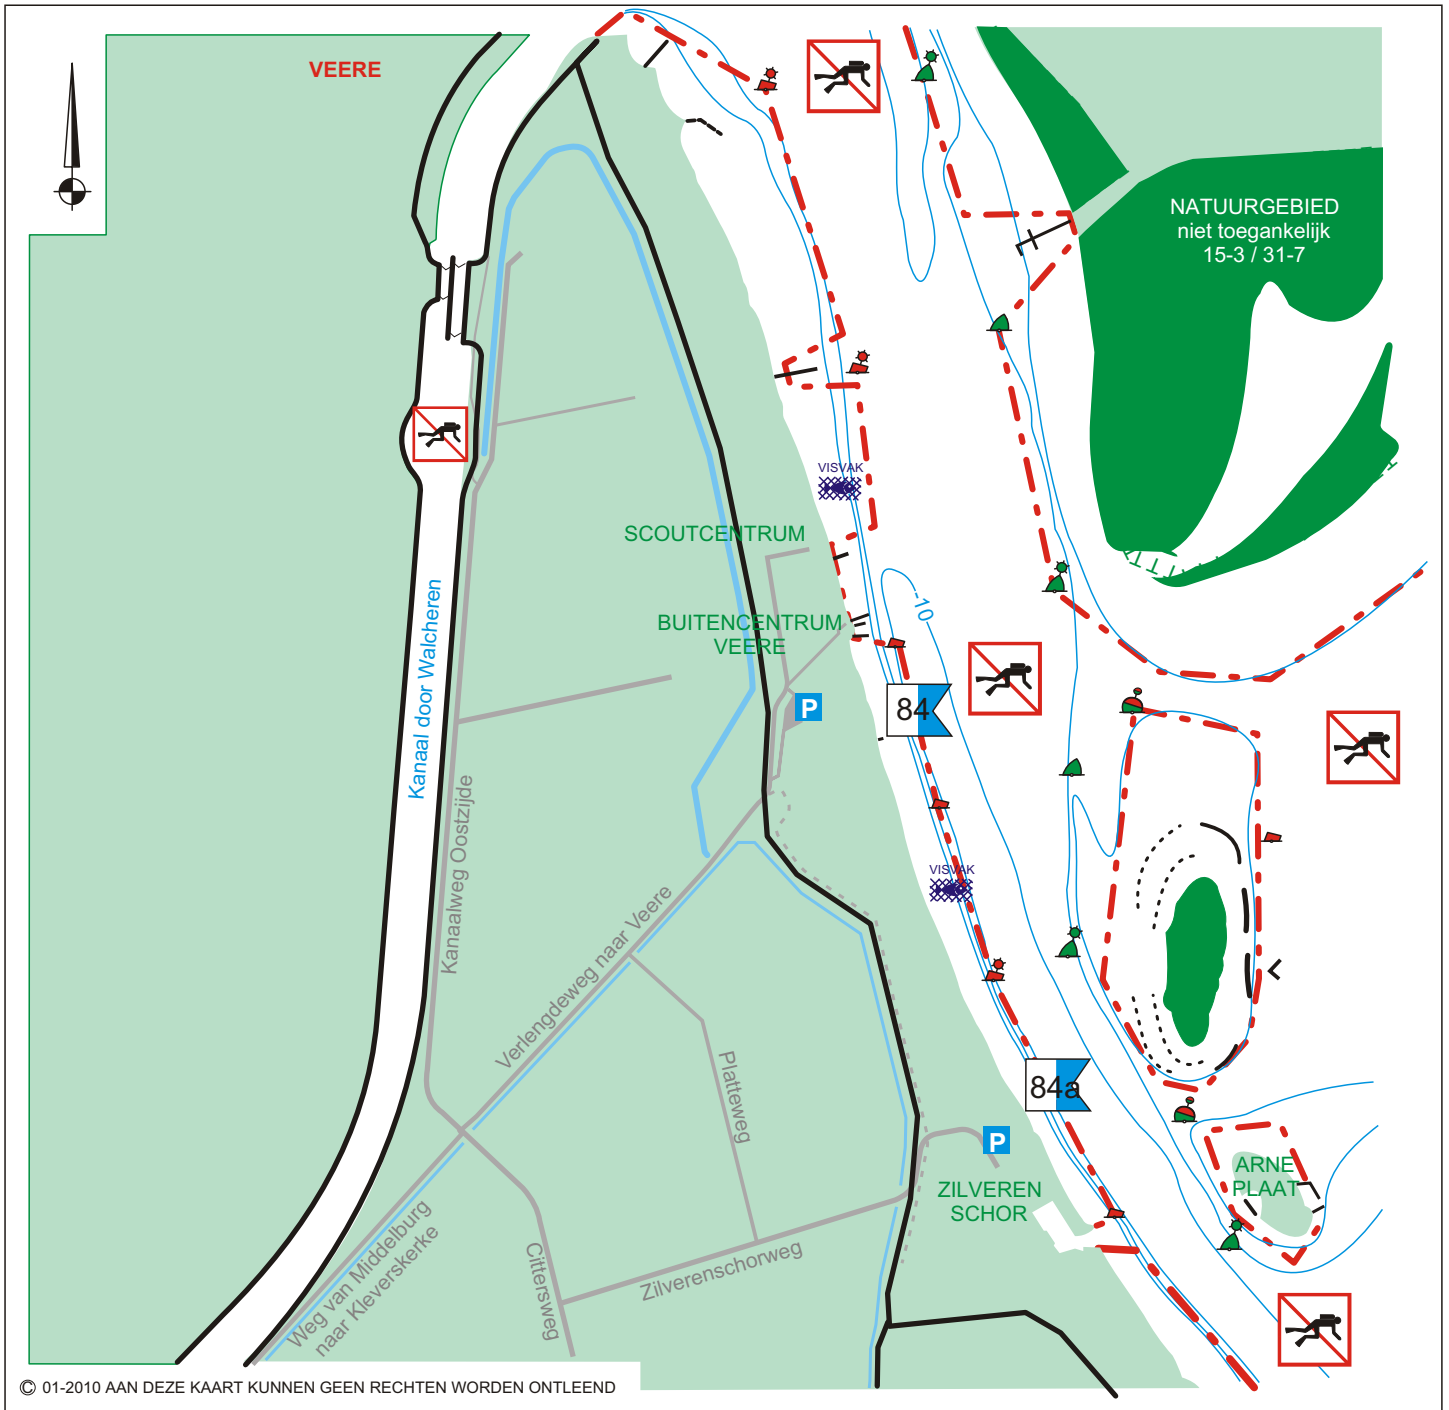 VEERE
NATUURGEBIED
niet toegankelijk
15-3 / 31-7
VISVAK
SCOUTCENTRUM
Kanaal door Walcheren
-10
BUITENCENTRUM
VEERE
P
84
Kanaalweg Oostzijde
VISVAK
Verlengdeweg naar Veere
Platteweg
84a
P
ZILVEREN
SCHOR
ARNE
PLAAT
Weg van Middelburg
naar Kleverskerke
Cittersweg
Zilverenschorweg
© 01-2010 AAN DEZE KAART KUNNEN GEEN RECHTEN WORDEN ONTLEEND